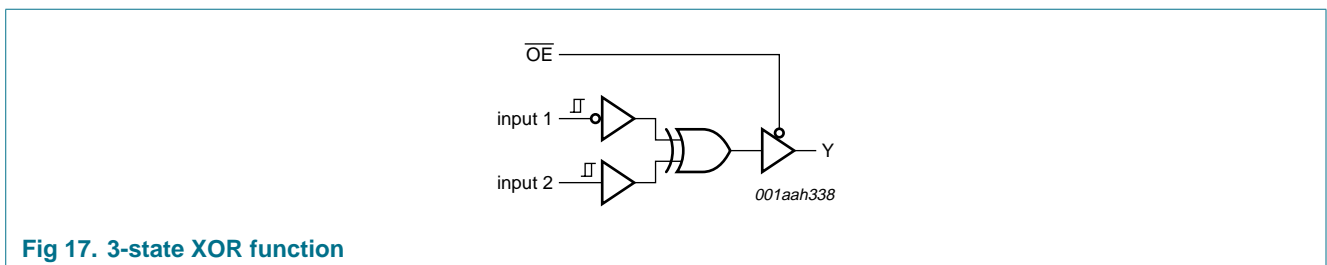 OE
input 1
input 2
Y
001aah338
Fig 17. 3-state XOR function